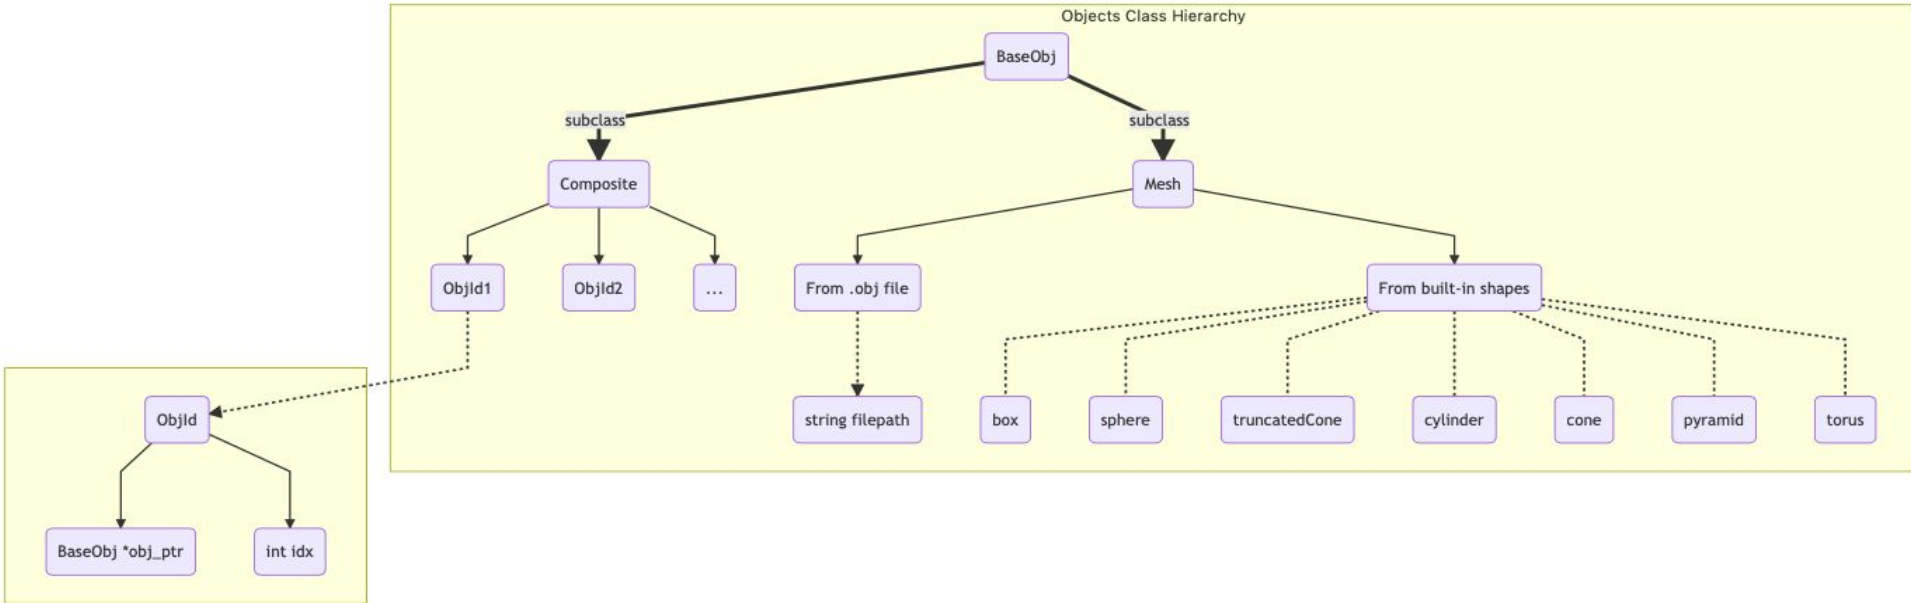 Objects Class Hierarchy
BaseObj
subclass
subclass
Composite
Mesh
ObjId1
ObjId2
...
From .obj file
From built-in shapes
ObjId
string filepath
box
sphere
truncatedCone
cylinder
cone
pyramid
torus
BaseObj *obj_ptr
int idx